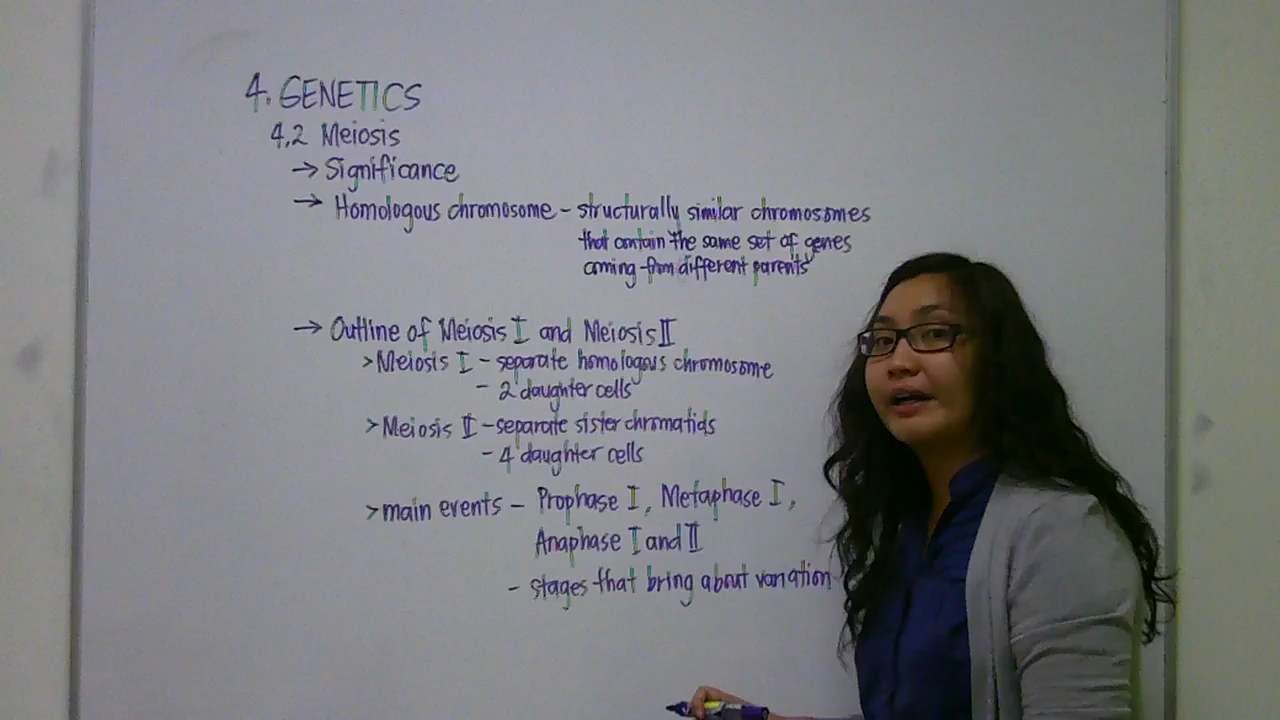 4. GENETICS
4.2 Meiosis
→ Significance
→ Homologous chromosome - structurally similar chromosomes
that contain the same set of genes
coming from different parents
→ Outline of Meiosis I and Meiosis II
> Meiosis I - separate homologous chromosome
- 2 daughter cells
> Meiosis II - separate sister chromatids
- 4 daughter cells
> main events - Prophase I, Metaphase I,
Anaphase I and II
- stages that bring about variation